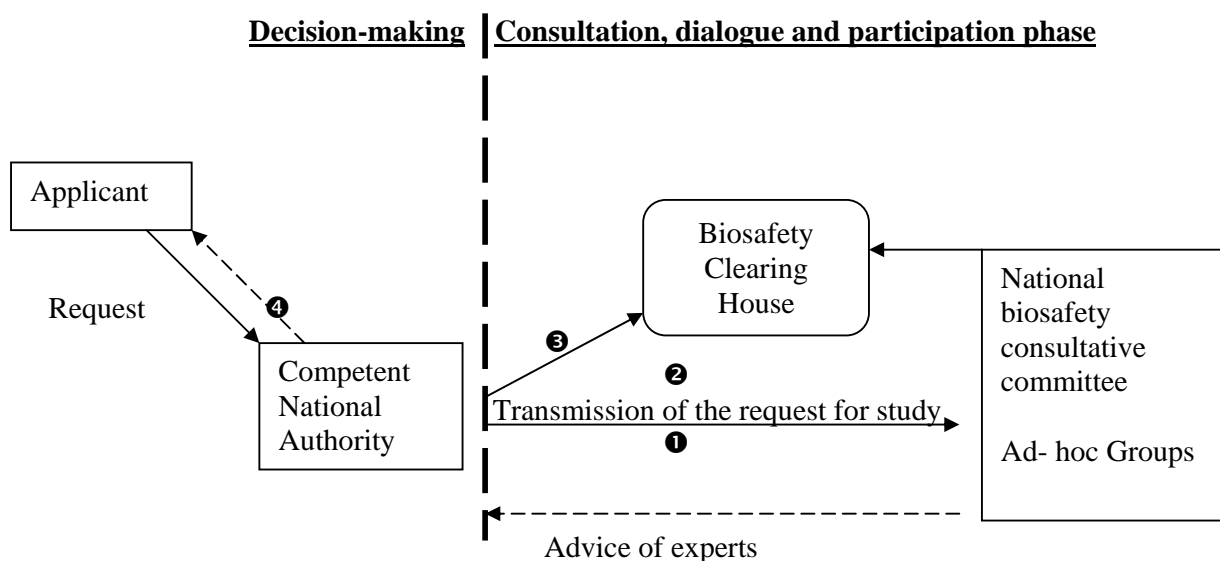 Decision-making
Consultation, dialogue and participation phase
Applicant
Request
❹
Competent
National
Authority
Biosafety
Clearing
House
❸
❷
Transmission of the request for study
❶
Advice of experts
National
biosafety
consultative
committee
Ad- hoc Groups